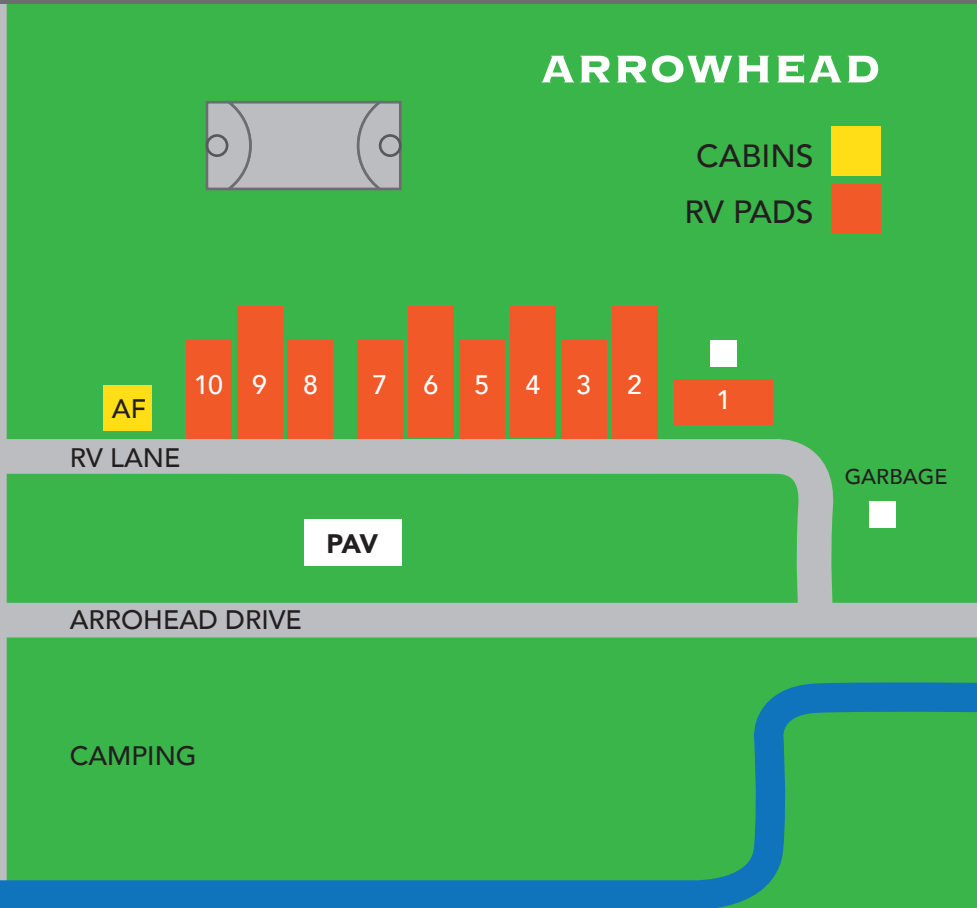 ARROWHEAD
CABINS
RV PADS
10 9 8 7 6 5 4 3 2 1
AF
RV LANE
GARBAGE
PAV
ARROHEAD DRIVE
CAMPING